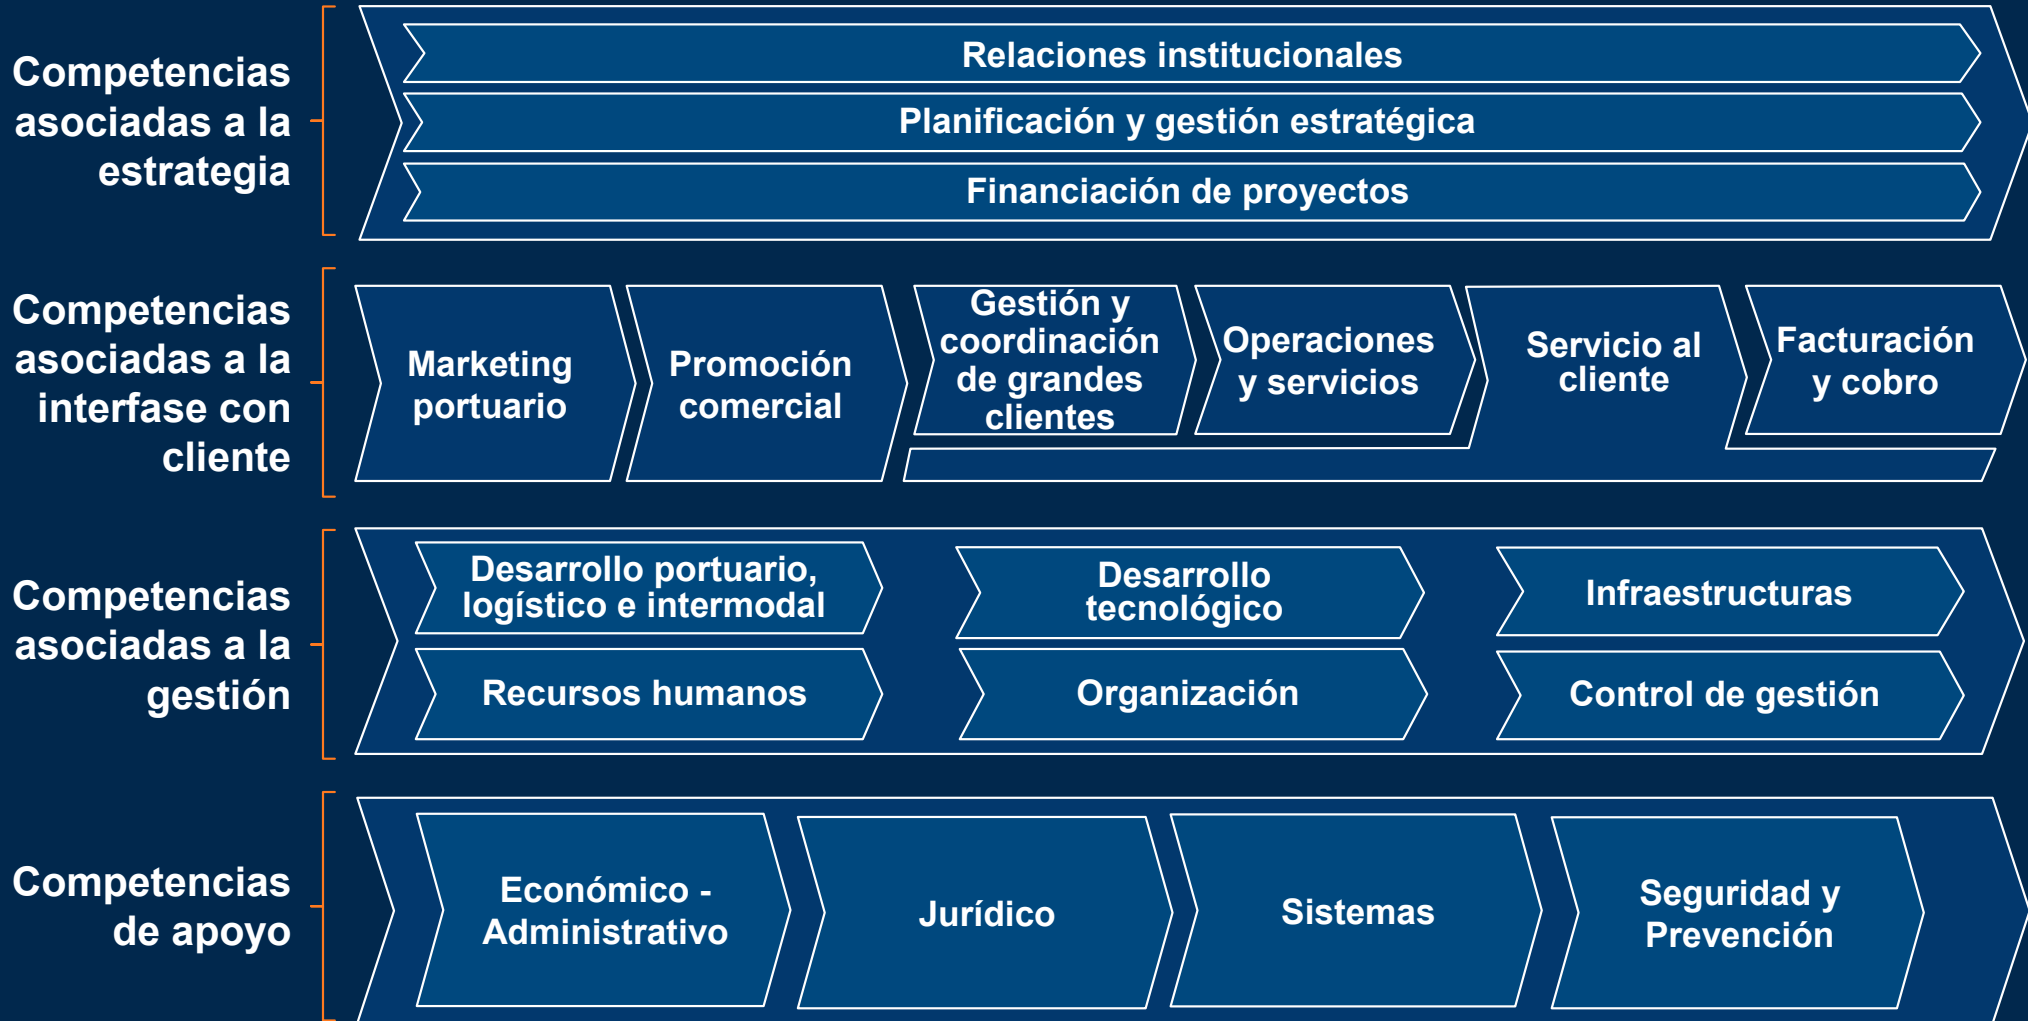 Competencias
asociadas a la
estrategia
Relaciones institucionales
Planificación y gestión estratégica
Financiación de proyectos
Competencias
asociadas a la
interfase con
cliente
Marketing
portuario
Promoción
comercial
Gestión y
coordinación
de grandes
clientes
Operaciones
y servicios
Servicio al
cliente
Facturación
y cobro
Competencias
asociadas a la
gestión
Desarrollo portuario,
logístico e intermodal
Desarrollo
tecnológico
Infraestructuras
Recursos humanos
Organización
Control de gestión
Competencias
de apoyo
Económico -
Administrativo
Jurídico
Sistemas
Seguridad y
Prevención